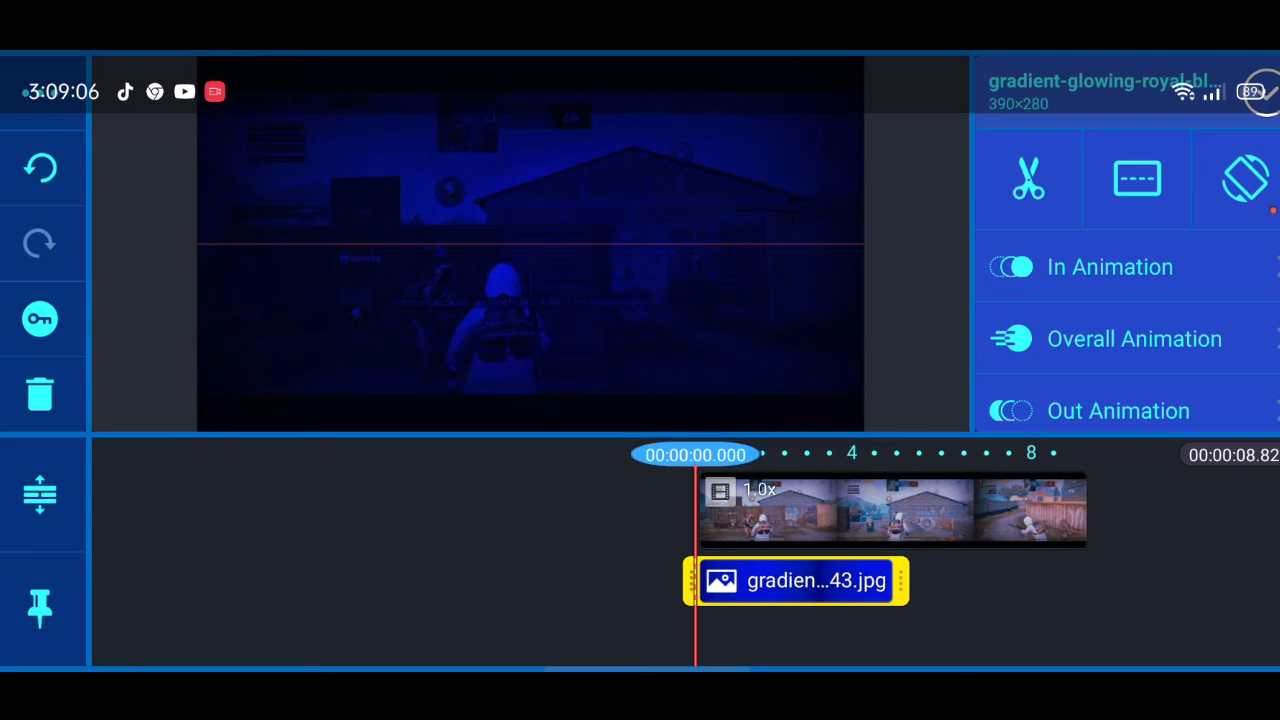 3:09:06
89
gradient-glowing-royal-bl...
390×280
In Animation
Overall Animation
Out Animation
00:00:00.000
4
8
00:00:08.82
1.0x
gradien...43.jpg